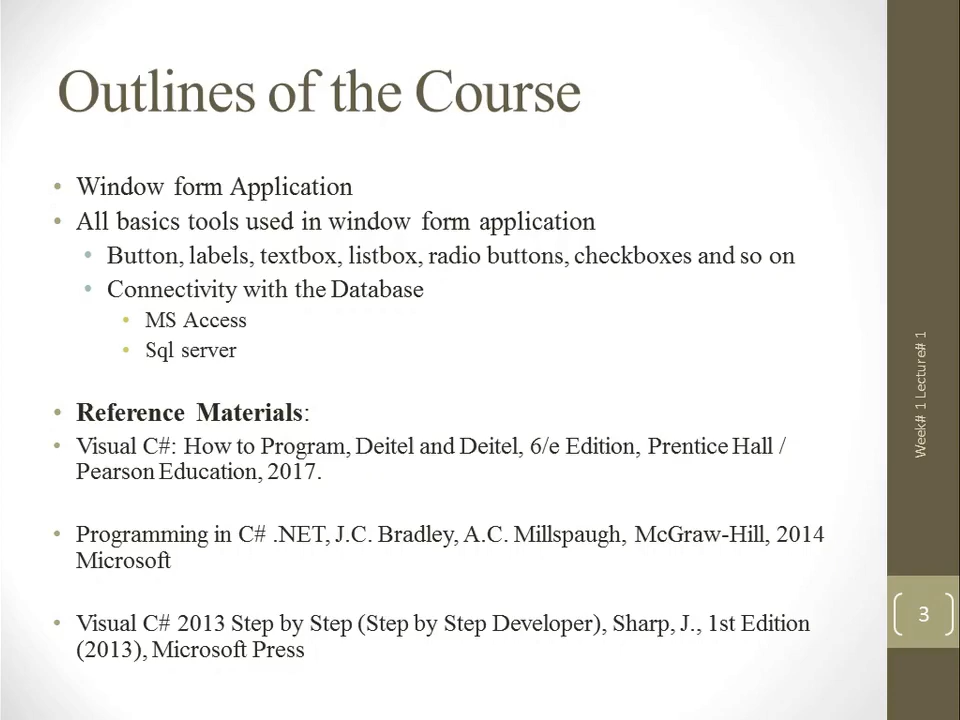 Outlines of the Course
• Window form Application
• All basics tools used in window form application
• Button, labels, textbox, listbox, radio buttons, checkboxes and so on
• Connectivity with the Database
• MS Access
• Sql server
• Reference Materials:
• Visual C#: How to Program, Deitel and Deitel, 6/e Edition, Prentice Hall /
Pearson Education, 2017.
• Programming in C# .NET, J.C. Bradley, A.C. Millspaugh, McGraw-Hill, 2014
Microsoft
• Visual C# 2013 Step by Step (Step by Step Developer), Sharp, J., 1st Edition
(2013), Microsoft Press
Week# 1 Lecture# 1
3